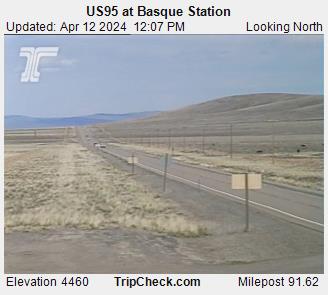 US95 at Basque Station
Updated: Apr 12 2024 12:07 PM Looking North
Elevation 4460 TripCheck.com Milepost 91.62